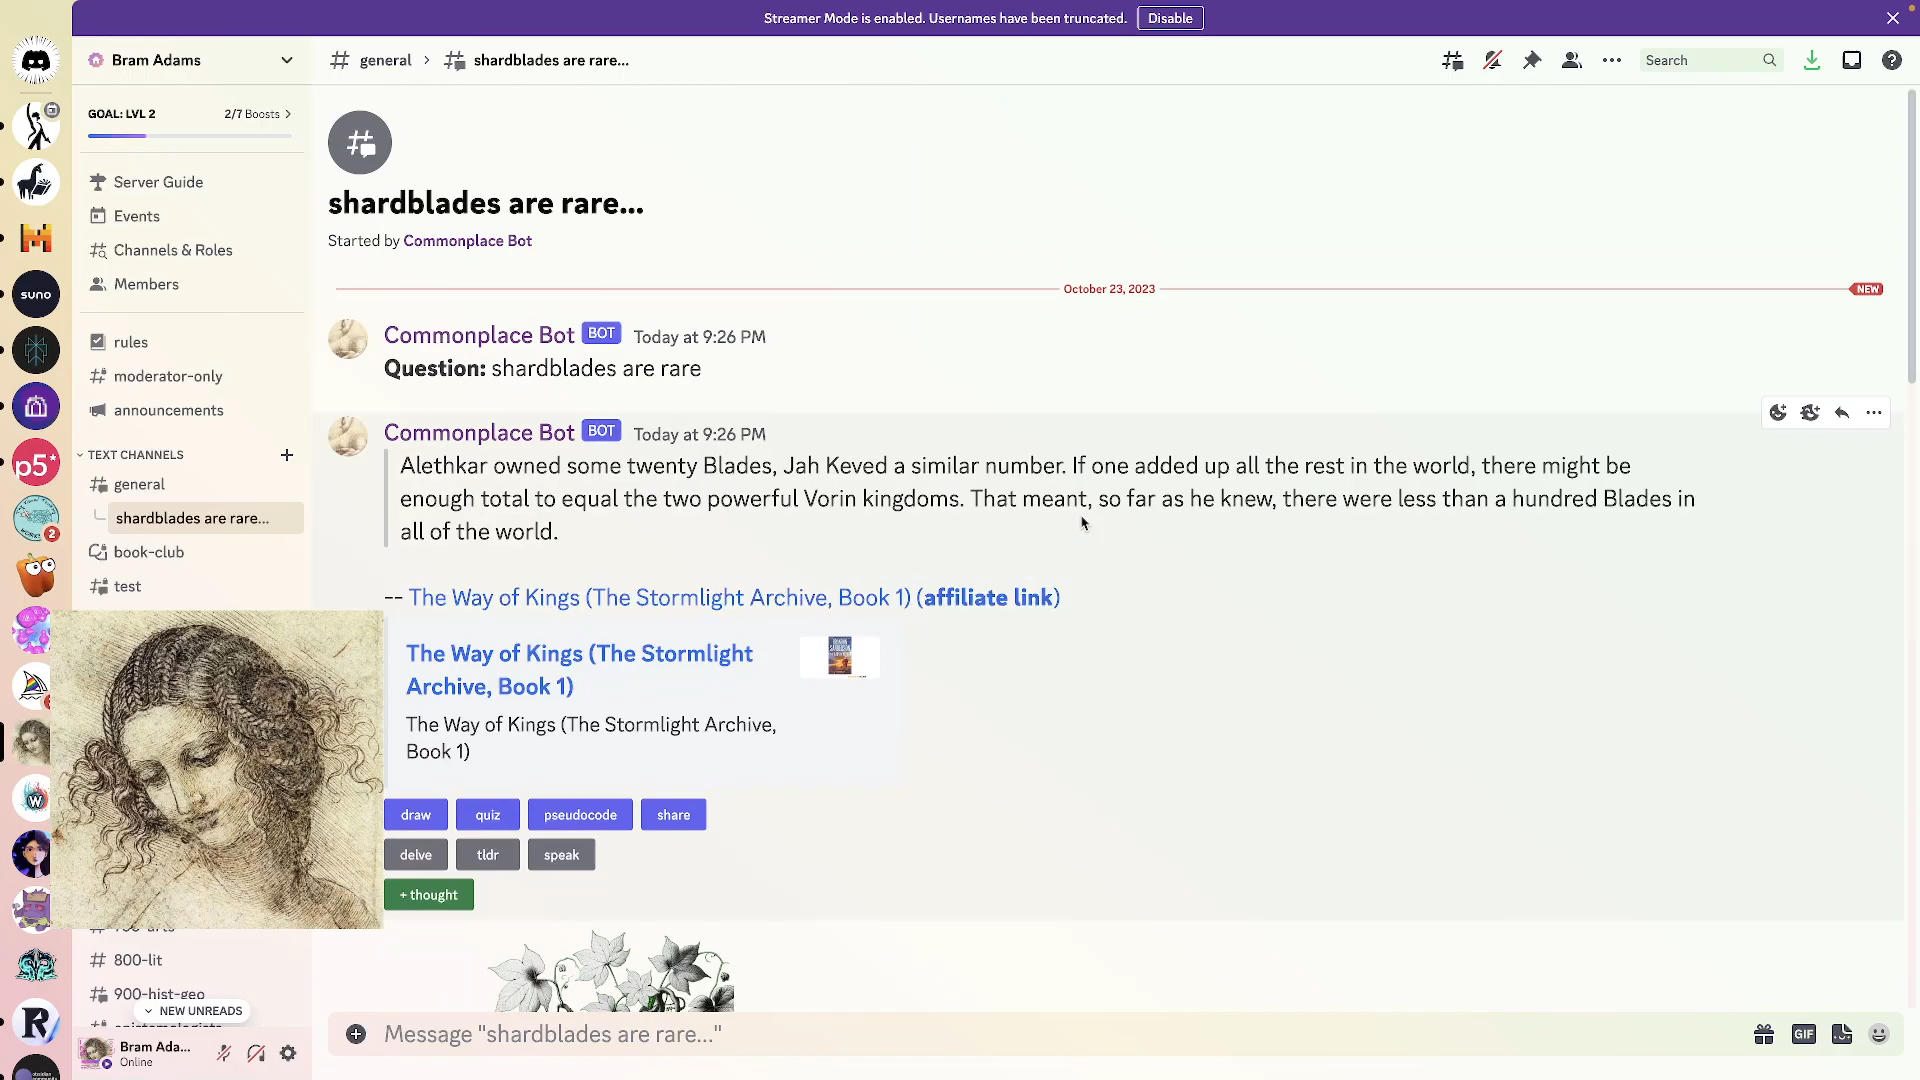 Streamer Mode is enabled. Usernames have been truncated.
Disable
Bram Adams
general
shardblades are rare...
Search
GOAL: LVL 2
2/7 Boosts
Server Guide
Events
Channels & Roles
Members
rules
moderator-only
announcements
TEXT CHANNELS
general
shardblades are rare...
book-club
test
800-lit
900-hist-geo
NEW UNREADS
Bram Ada...
Online
suno
p5*
2
W
R
shardblades are rare...
Started by Commonplace Bot
October 23, 2023
NEW
Commonplace Bot BOT Today at 9:26 PM
Question: shardblades are rare
Commonplace Bot BOT Today at 9:26 PM
Alethkar owned some twenty Blades, Jah Keved a similar number. If one added up all the rest in the world, there might be
enough total to equal the two powerful Vorin kingdoms. That meant, so far as he knew, there were less than a hundred Blades in
all of the world.
-- The Way of Kings (The Stormlight Archive, Book 1) (affiliate link)
The Way of Kings (The Stormlight
Archive, Book 1)
The Way of Kings (The Stormlight Archive,
Book 1)
draw quiz pseudocode share
delve tldr speak
+ thought
Message "shardblades are rare..."
GIF